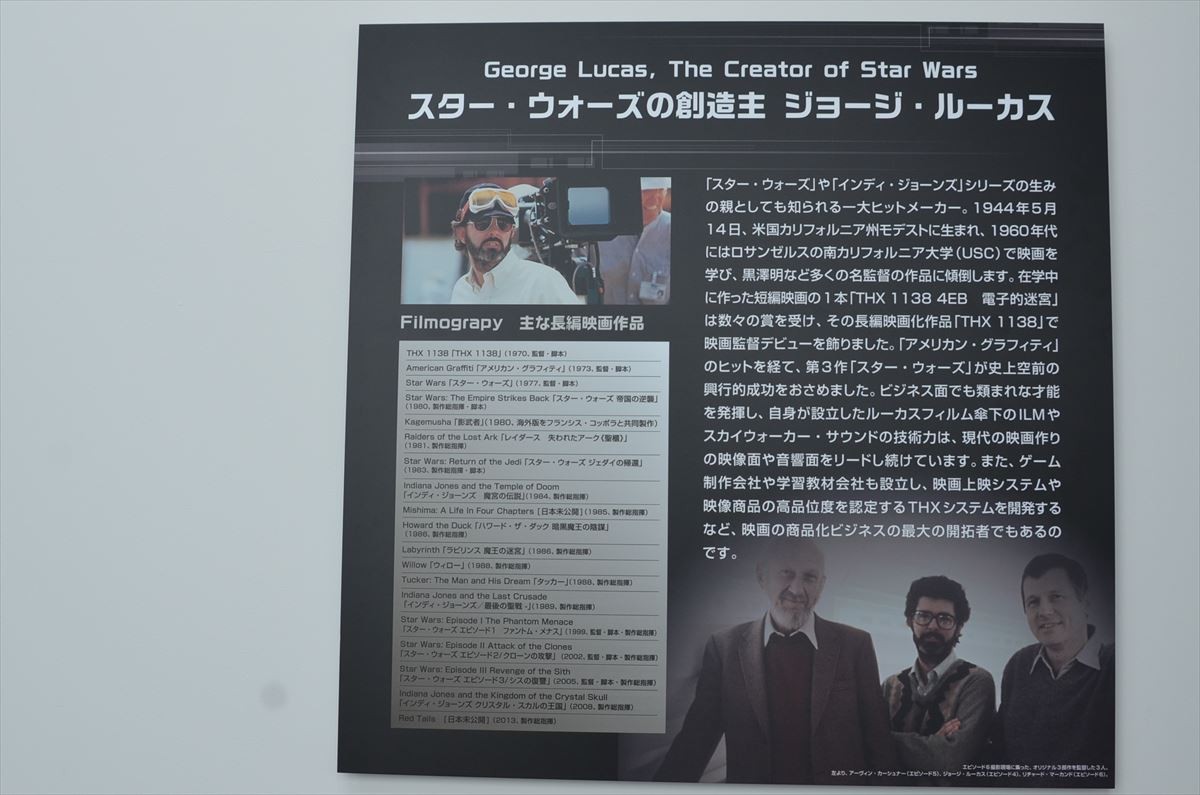 George Lucas, The Creator of Star Wars
スター・ウォーズの創造主 ジョージ・ルーカス
「スター・ウォーズ」や「インディ・ジョーンズ」シリーズの生み
の親としても知られる一大ヒットメーカー。1944年5月
14日、米国カリフォルニア州モデストに生まれ、1960年代
にはロサンゼルスの南カリフォルニア大学(USC)で映画を
学び、黒澤明など多くの名監督の作品に傾倒します。在学中
に作った短編映画の1本「THX 1138 4EB 電子的迷宮」
は数々の賞を受け、その長編映画化作品「THX 1138」で
映画監督デビューを飾りました。「アメリカン・グラフィティ」
のヒットを経て、第3作「スター・ウォーズ」が史上空前の
興行的成功をおさめました。ビジネス面でも類まれな才能
を発揮し、自身が設立したルーカスフィルム傘下のILMや
スカイウォーカー・サウンドの技術力は、現代の映画作り
の映像面や音響面をリードし続けています。また、ゲーム
制作会社や学習教材会社も設立し、映画上映システムや
映像商品の高品位度を認定するTHXシステムを開発する
など、映画の商品化ビジネスの最大の開拓者でもあるの
です。
Filmograpy 主な長編映画作品
THX 1138「THX 1138」(1970、監督・脚本)
American Graffiti「アメリカン・グラフィティ」(1973、監督・脚本)
Star Wars「スター・ウォーズ」(1977、監督・脚本)
Star Wars: The Empire Strikes Back「スター・ウォーズ 帝国の逆襲」
(1980、製作総指揮・脚本)
Kagemusha「影武者」(1980、海外版をフランシス・コッポラと共同製作)
Raiders of the Lost Ark「レイダース 失われたアーク《聖櫃》」
(1981、製作総指揮)
Star Wars: Return of the Jedi「スター・ウォーズ ジェダイの帰還」
(1983、製作総指揮・脚本)
Indiana Jones and the Temple of Doom
「インディ・ジョーンズ 魔宮の伝説」(1984、製作総指揮)
Mishima: A Life In Four Chapters [日本未公開] (1985、製作総指揮)
Howard the Duck「ハワード・ザ・ダック 暗黒魔王の陰謀」
(1986、製作総指揮)
Labyrinth「ラビリンス 魔王の迷宮」(1986、製作総指揮)
Willow「ウィロー」(1988、製作総指揮)
Tucker: The Man and His Dream「タッカー」(1988、製作総指揮)
Indiana Jones and the Last Crusade
「インディ・ジョーンズ/最後の聖戦-」(1989、製作総指揮)
Star Wars: Episode I The Phantom Menace
「スター・ウォーズ エピソード1 ファントム・メナス」(1999、監督・脚本・製作総指揮)
Star Wars: Episode II Attack of the Clones
「スター・ウォーズ エピソード2/クローンの攻撃」(2002、監督・脚本・製作総指揮)
Star Wars: Episode III Revenge of the Sith
「スター・ウォーズ エピソード3/シスの復讐」(2005、監督・脚本・製作総指揮)
Indiana Jones and the Kingdom of the Crystal Skull
「インディ・ジョーンズ クリスタル・スカルの王国」(2008、製作総指揮)
Red Tails [日本未公開] (2013、製作総指揮)
エピソード6撮影現場に集った、オリジナル3部作を監督した3人。
左より、アーヴィン・カーシュナー(エピソード5)、ジョージ・ルーカス(エピソード4)、リチャード・マーカンド(エピソード6)。